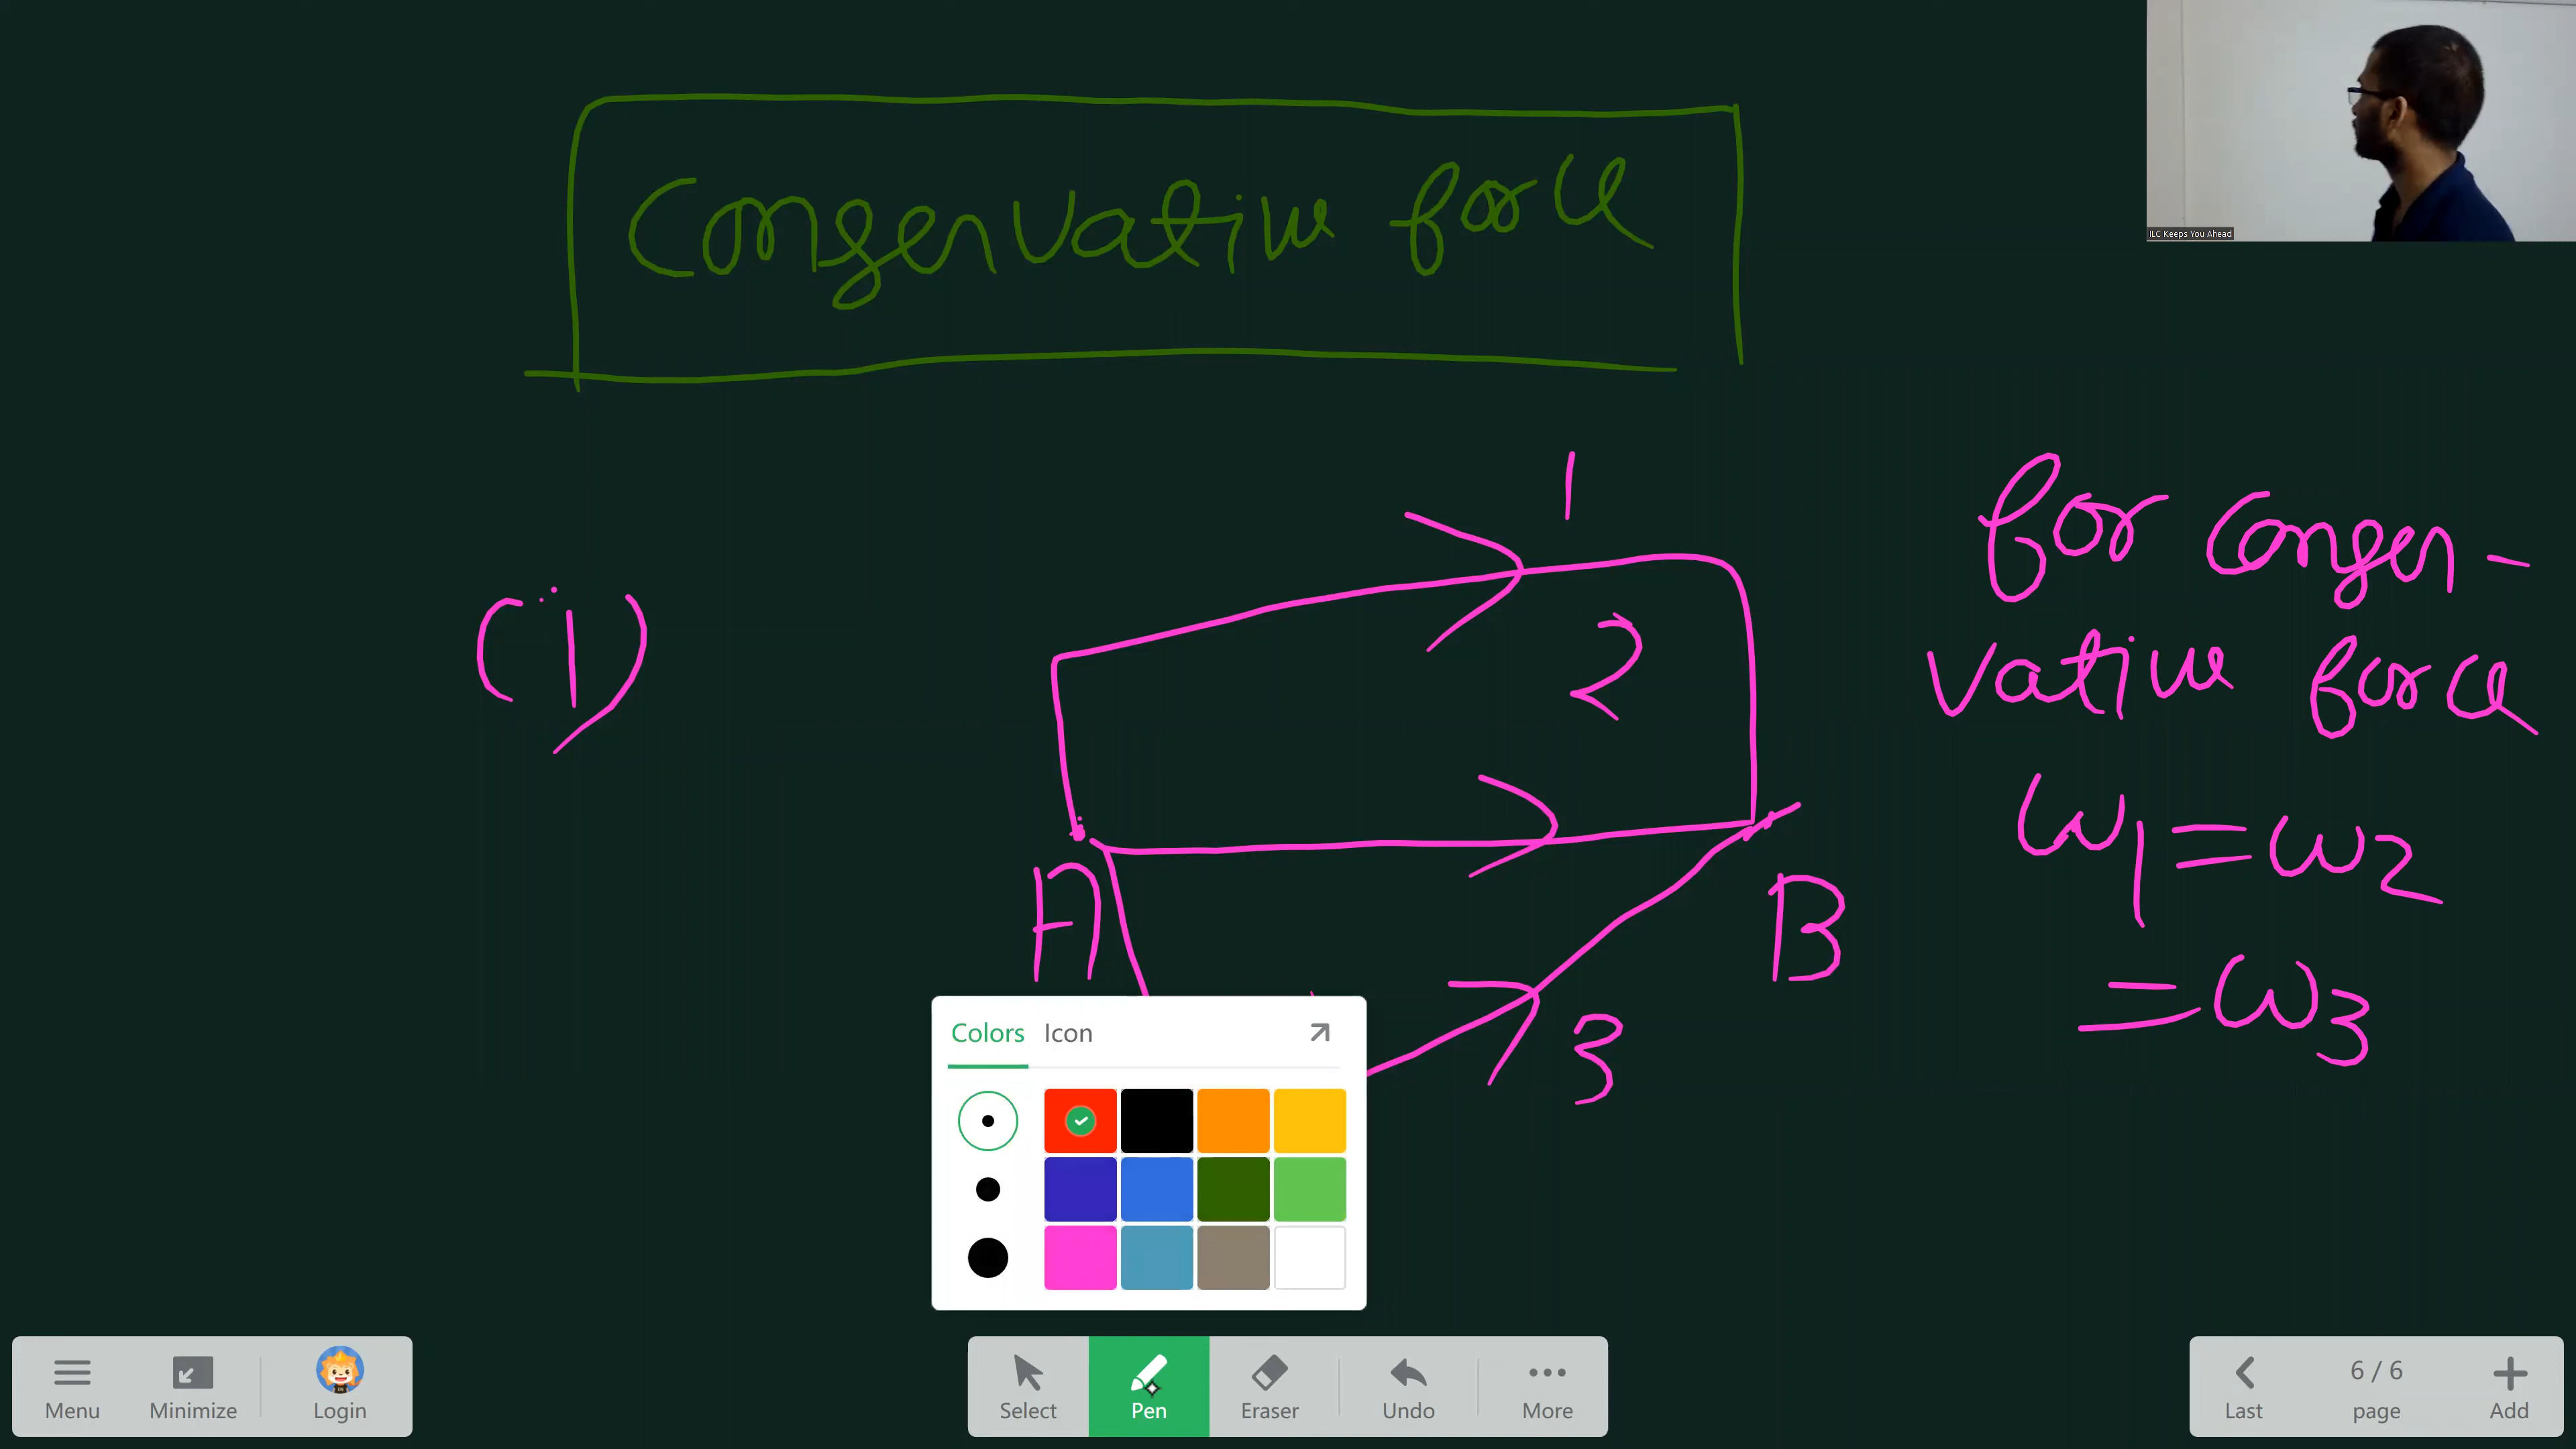 ILC Keeps You Ahead
Conservative force
(1)
1
2
A
B
3
for conser-
vative force
W1 = W2
= W3
Colors Icon
Menu Minimize Login
Select Pen Eraser Undo More
Last 6 / 6 page Add